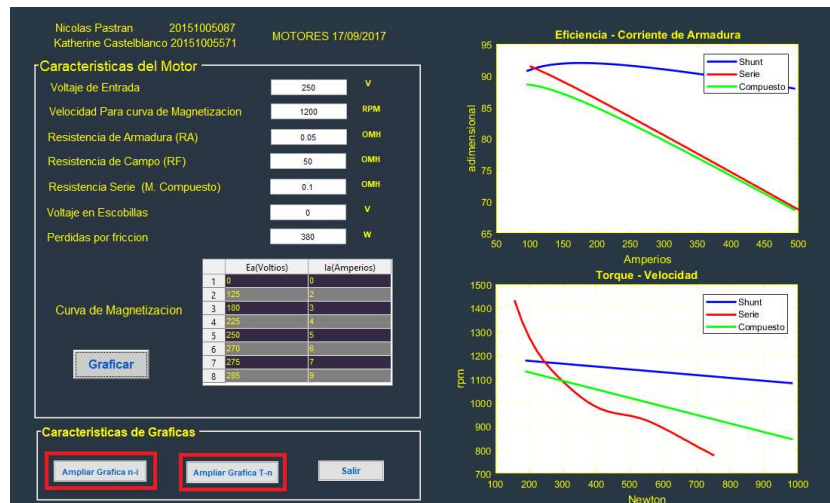 Nicolas Pastran 20151005087
Katherine Castelblanco 20151005571
MOTORES 17/09/2017
Caracteristicas del Motor
Voltaje de Entrada 250 V
Velocidad Para curva de Magnetizacion 1200 RPM
Resistencia de Armadura (RA) 0.05 OMH
Resistencia de Campo (RF) 50 OMH
Resistencia Serie (M. Compuesto) 0.1 OMH
Voltaje en Escobillas 0 V
Perdidas por friccion 380 W
Curva de Magnetizacion
Ea(Voltios) Ia(Amperios)
1 0 0
2 125 2
3 180 3
4 225 4
5 250 5
6 270 6
7 275 7
8 285 9
Graficar
Caracteristicas de Graficas
Ampliar Grafica n-i
Ampliar Grafica T-n
Salir
Eficiencia - Corriente de Armadura
Shunt
Serie
Compuesto
adimensional
95
90
85
80
75
70
65
50 100 150 200 250 300 350 400 450 500
Amperios
Torque - Velocidad
Shunt
Serie
Compuesto
rpm
1500
1400
1300
1200
1100
1000
900
800
700
100 200 300 400 500 600 700 800 900 1000
Newton